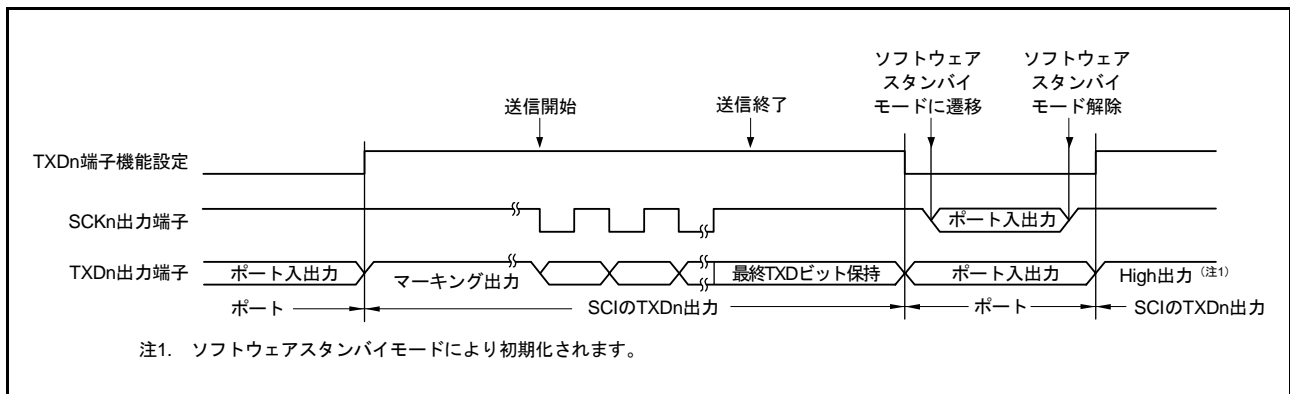 ソフトウェア
スタンバイ
モードに遷移
ソフトウェア
スタンバイ
モード解除
送信開始
送信終了
TXDn端子機能設定
SCKn出力端子
ポート入出力
TXDn出力端子
ポート入出力
マーキング出力
最終TXDビット保持
ポート入出力
High出力(注1)
ポート
SCIのTXDn出力
ポート
SCIのTXDn出力
注1. ソフトウェアスタンバイモードにより初期化されます。